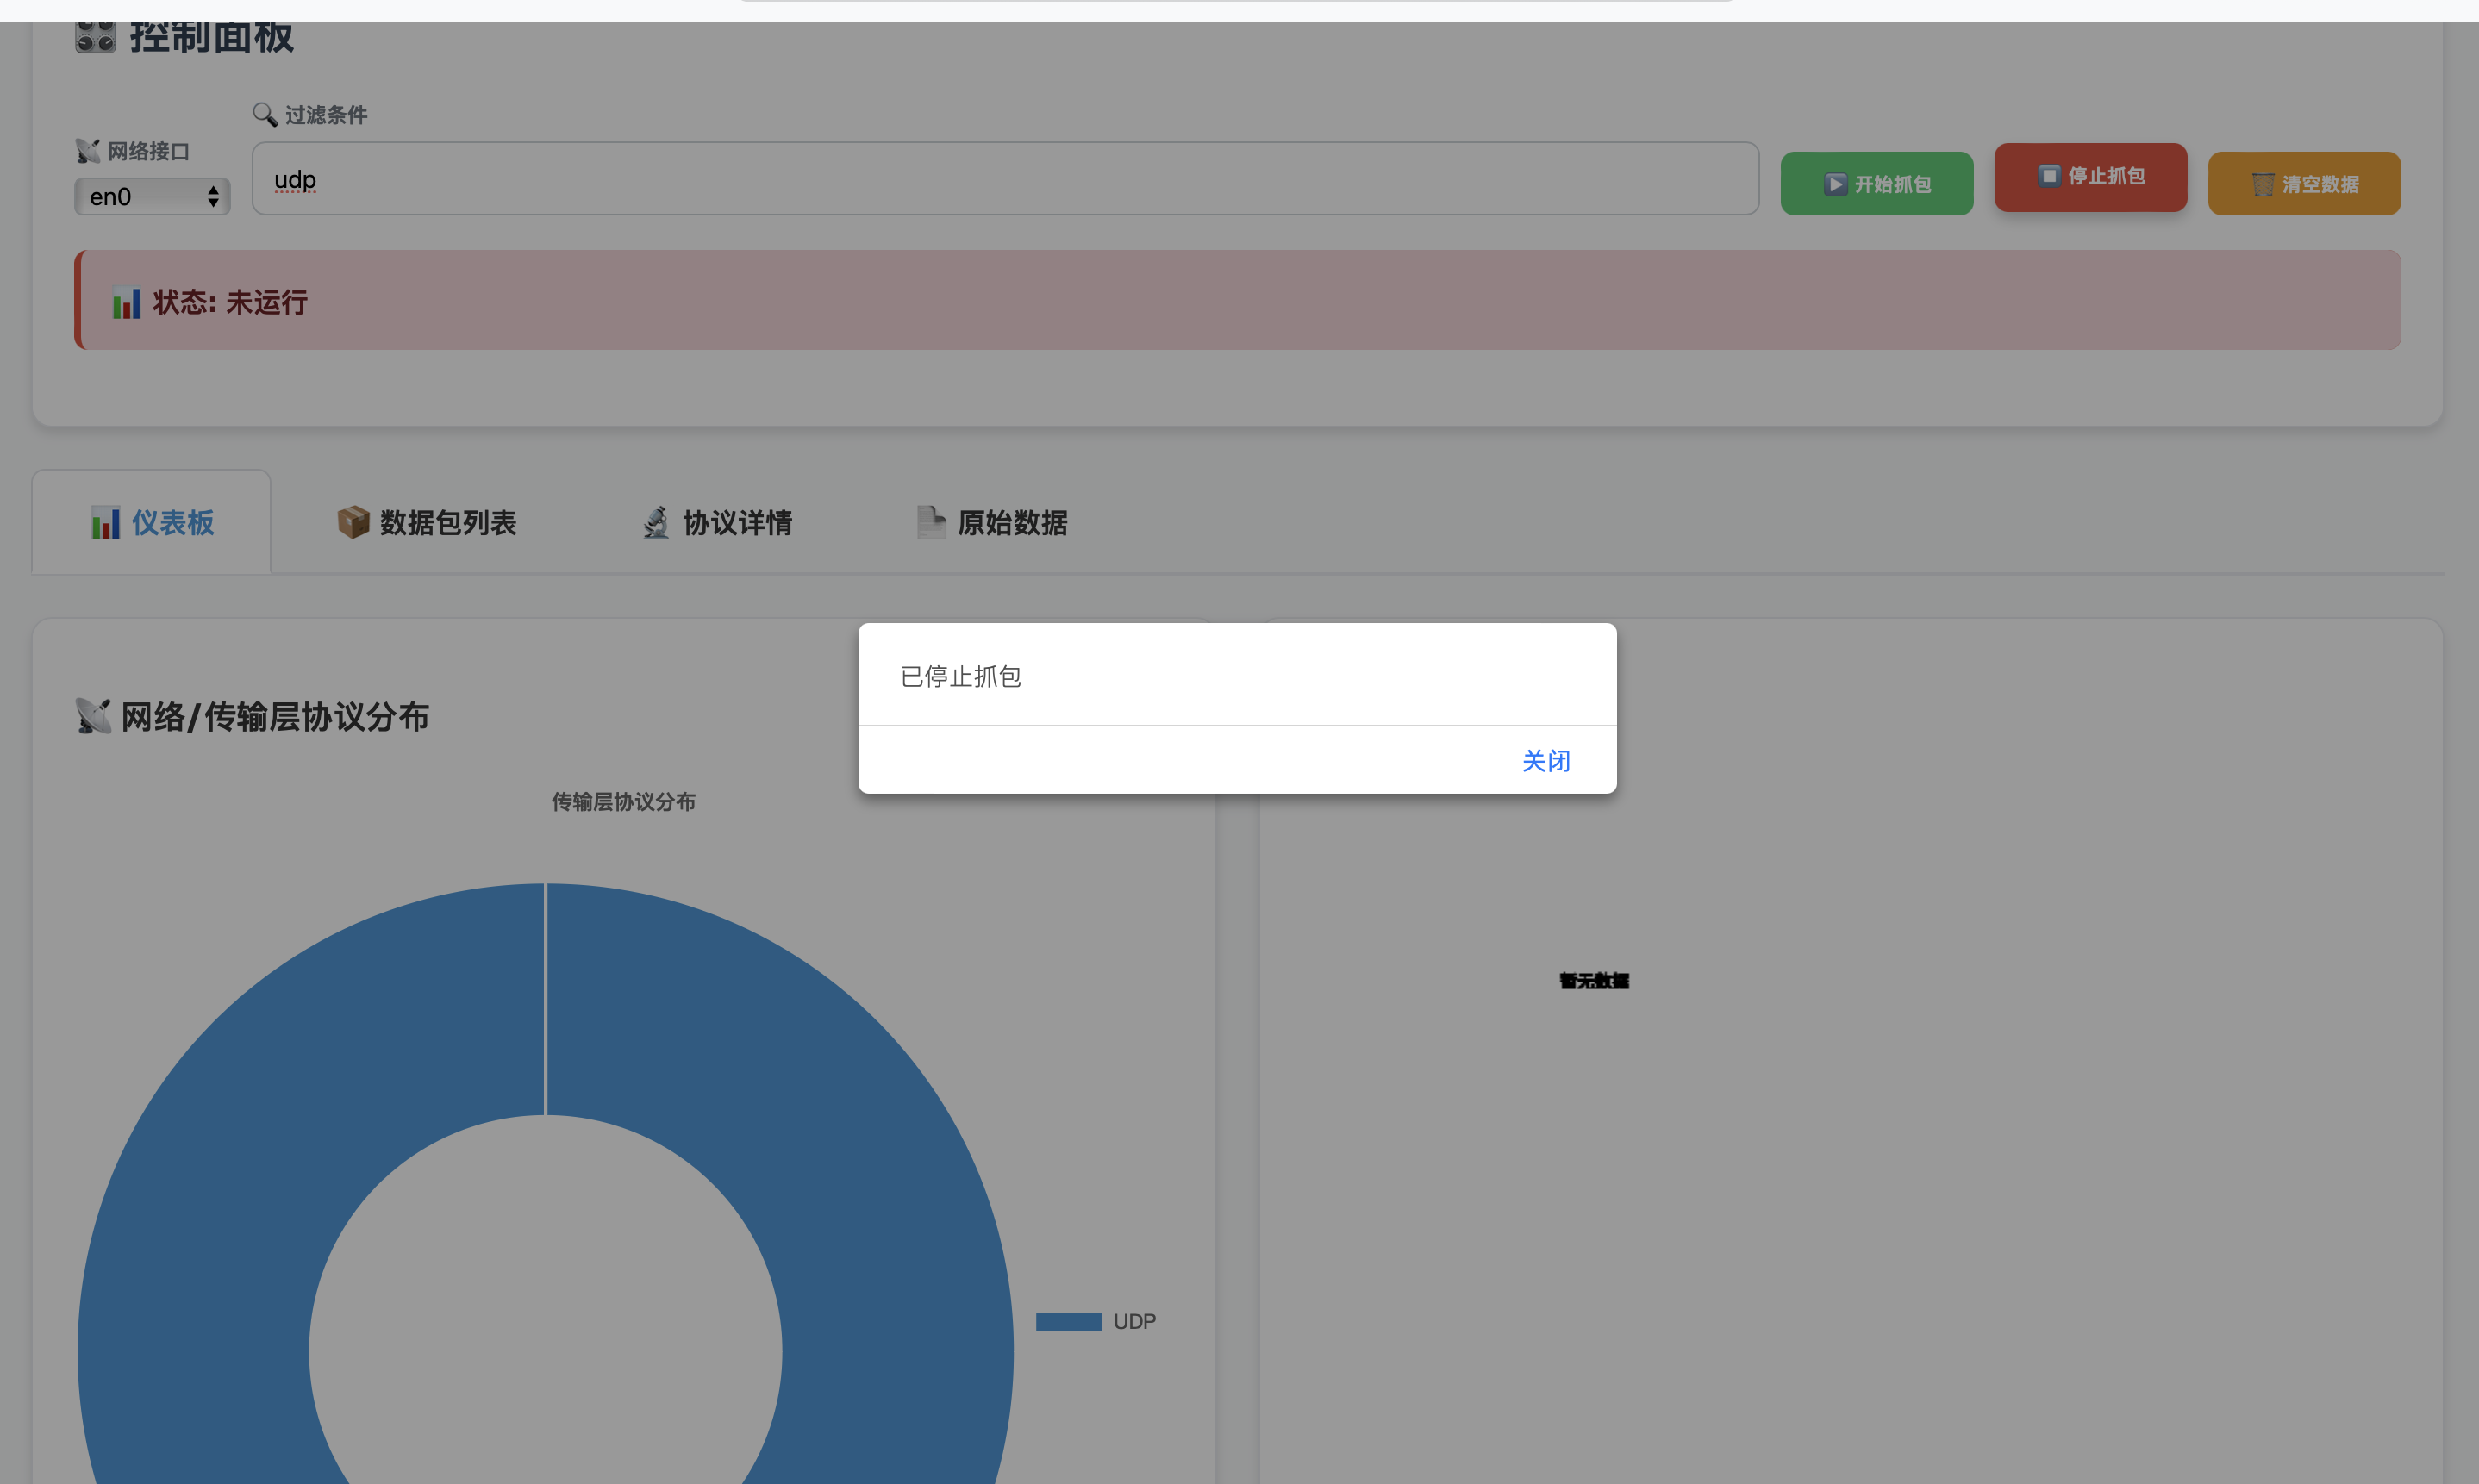 控制面板
过滤条件
网络接口
en0
udp
开始抓包
停止抓包
清空数据
状态: 未运行
仪表板
数据包列表
协议详情
原始数据
已停止抓包
关闭
网络/传输层协议分布
传输层协议分布
暂无数据
UDP